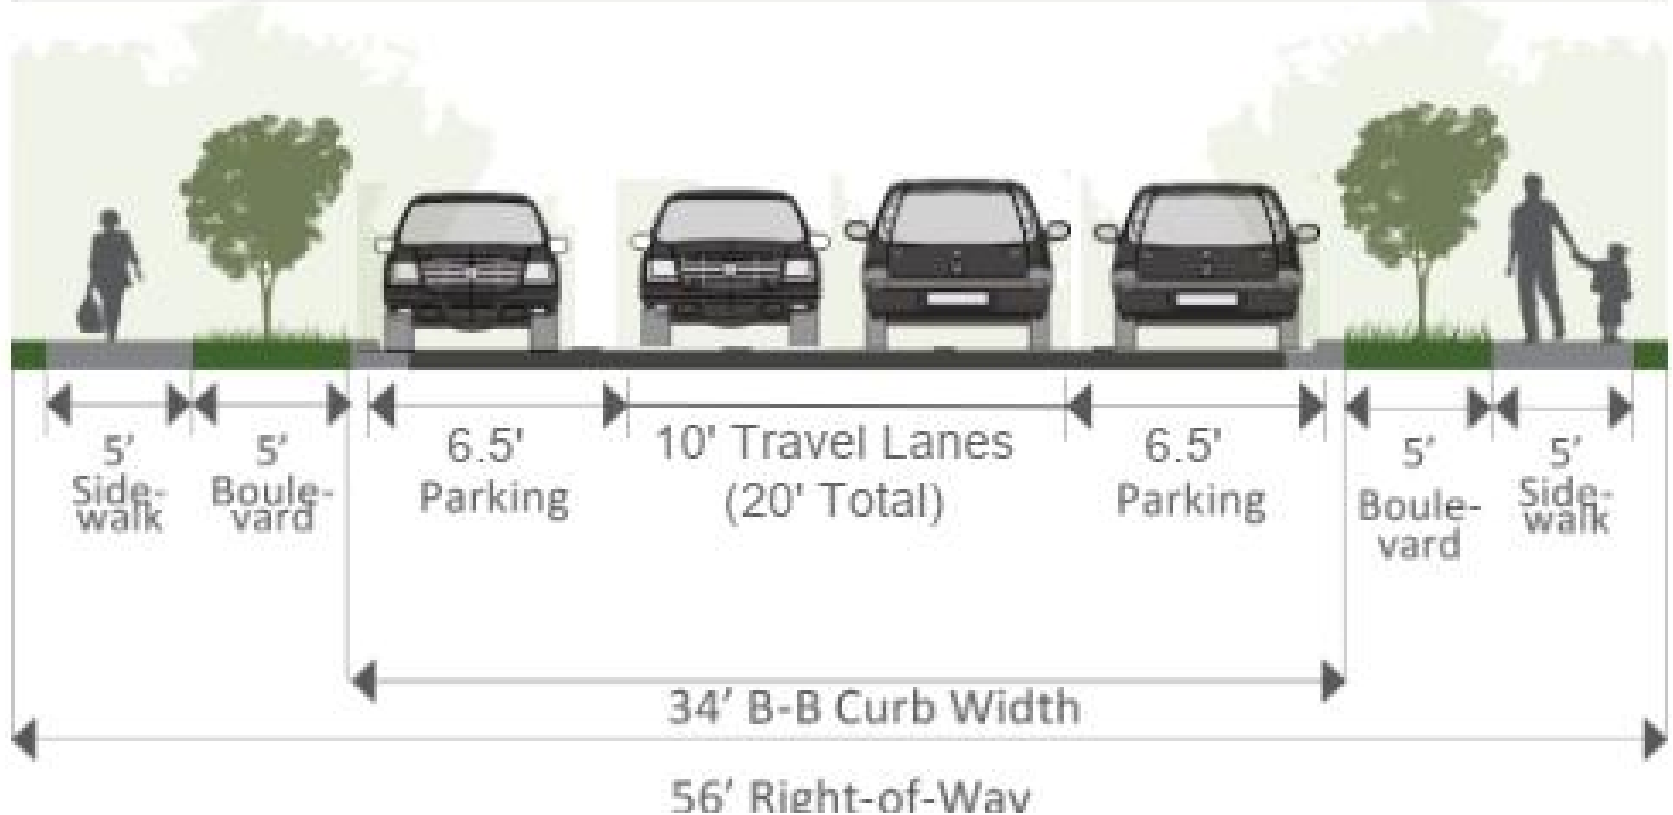 5’
Side-
walk
5’
Boule-
vard
6.5'
Parking
10' Travel Lanes
(20' Total)
6.5'
Parking
5’
Boule-
vard
5’
Side-
walk
34’ B-B Curb Width
56’ Right-of-Way